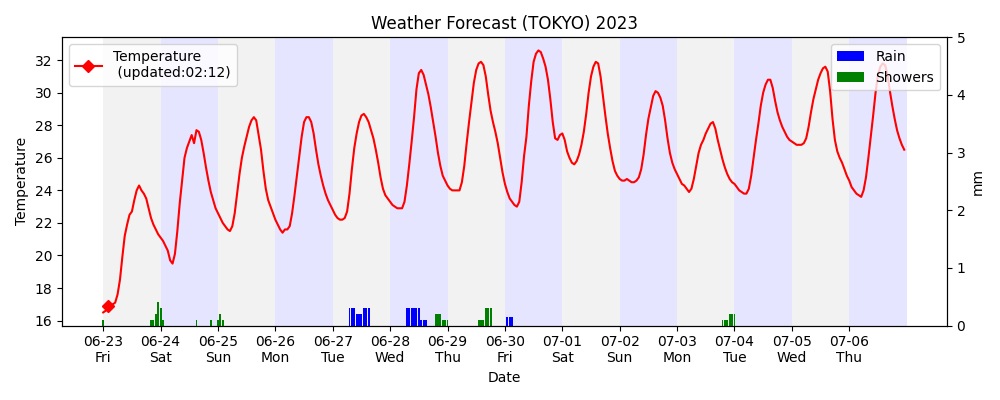 Weather Forecast (TOKYO) 2023
Temperature
(updated:02:12)
Rain
Showers
Temperature
32
30
28
26
24
22
20
18
16
5
4
3
2
1
0
mm
06-23 06-24 06-25 06-26 06-27 06-28 06-29 06-30 07-01 07-02 07-03 07-04 07-05 07-06
Fri Sat Sun Mon Tue Wed Thu Fri Sat Sun Mon Tue Wed Thu
Date